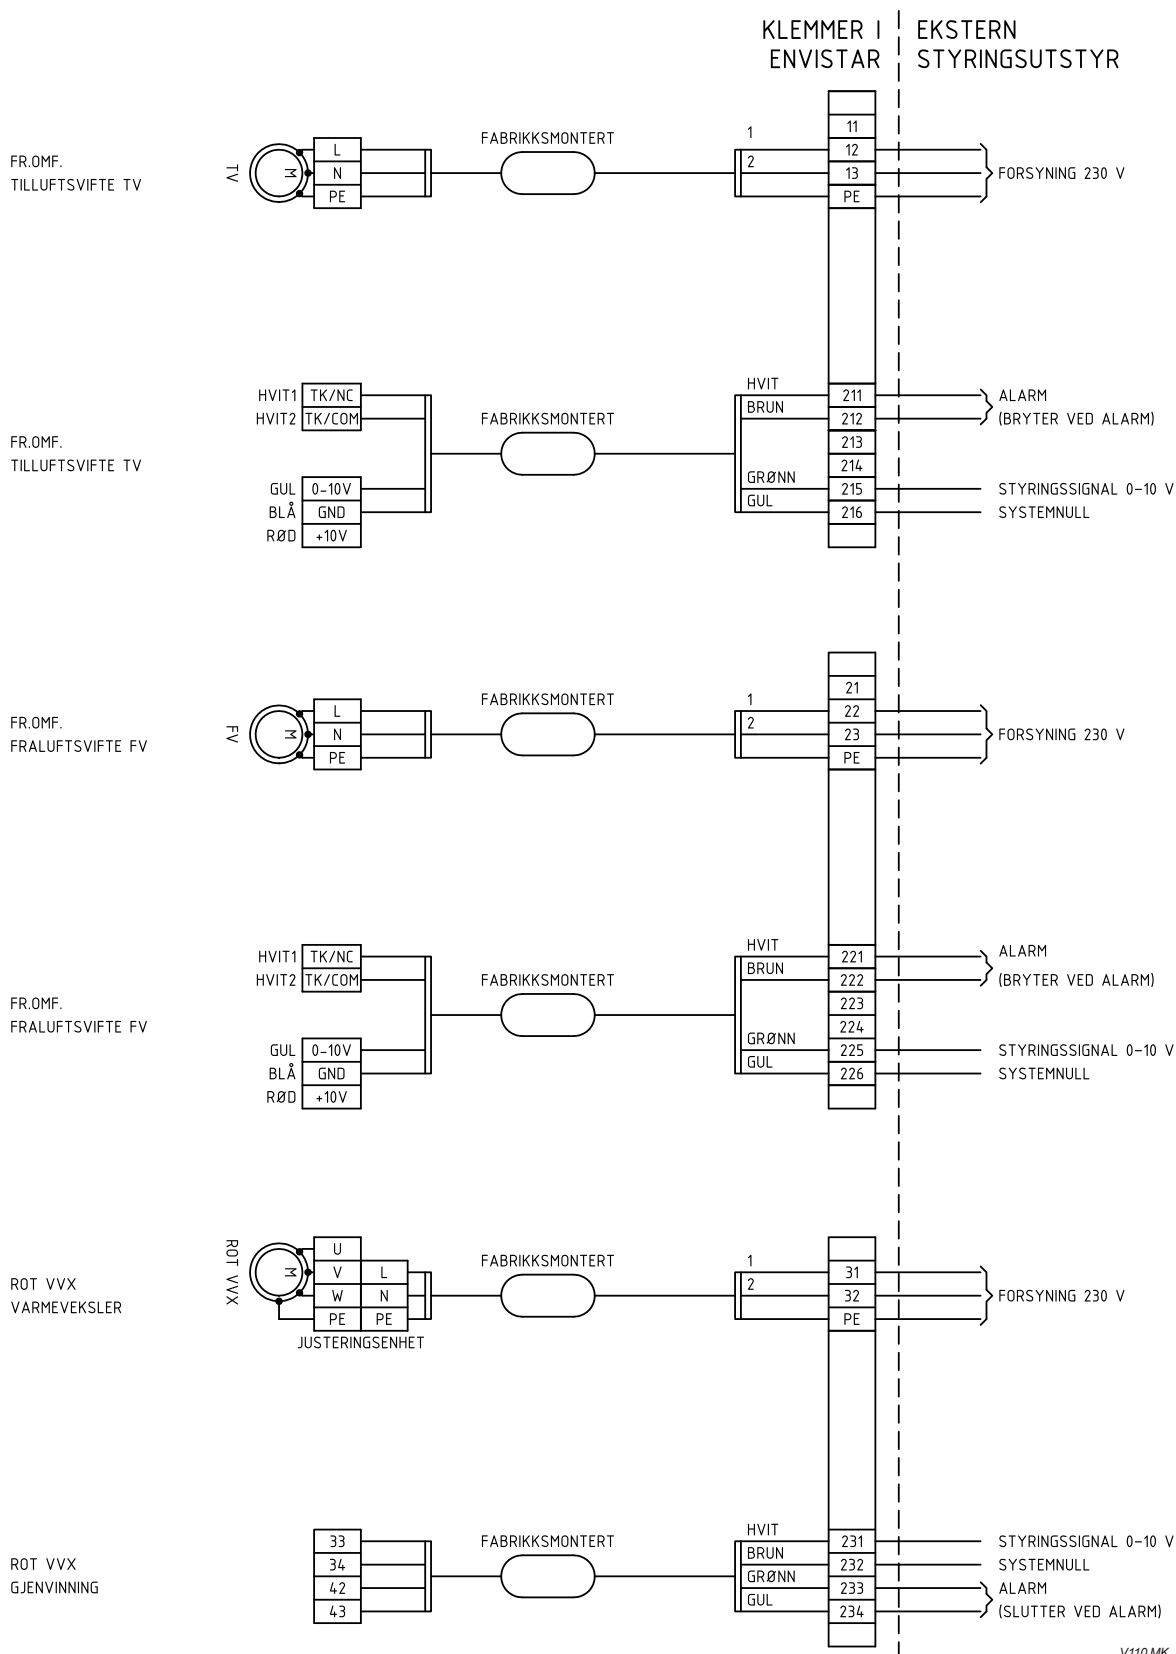 KLEMMER I
ENVISTAR
EKSTERN
STYRINGSUTSTYR
FR.OMF.
TILLUFTSVIFTE TV
TV
M
L
N
PE
FABRIKKSMONTERT
1
2
11
12
13
PE
FORSYNING 230 V
FR.OMF.
TILLUFTSVIFTE TV
HVIT1 TK/NC
HVIT2 TK/COM
GUL 0-10V
BLÅ GND
RØD +10V
FABRIKKSMONTERT
HVIT
BRUN
GRØNN
GUL
211
212
213
214
215
216
ALARM
(BRYTER VED ALARM)
STYRINGSSIGNAL 0-10 V
SYSTEMNULL
FR.OMF.
FRALUFTSVIFTE FV
FV
M
L
N
PE
FABRIKKSMONTERT
1
2
21
22
23
PE
FORSYNING 230 V
FR.OMF.
FRALUFTSVIFTE FV
HVIT1 TK/NC
HVIT2 TK/COM
GUL 0-10V
BLÅ GND
RØD +10V
FABRIKKSMONTERT
HVIT
BRUN
GRØNN
GUL
221
222
223
224
225
226
ALARM
(BRYTER VED ALARM)
STYRINGSSIGNAL 0-10 V
SYSTEMNULL
ROT VVX
VARMEVEKSLER
ROT VVX
M
U
V L
W N
PE PE
JUSTERINGSENHET
FABRIKKSMONTERT
1
2
31
32
PE
FORSYNING 230 V
ROT VVX
GJENVINNING
33
34
42
43
FABRIKKSMONTERT
HVIT
BRUN
GRØNN
GUL
231
232
233
234
STYRINGSSIGNAL 0-10 V
SYSTEMNULL
ALARM
(SLUTTER VED ALARM)
V110 MK